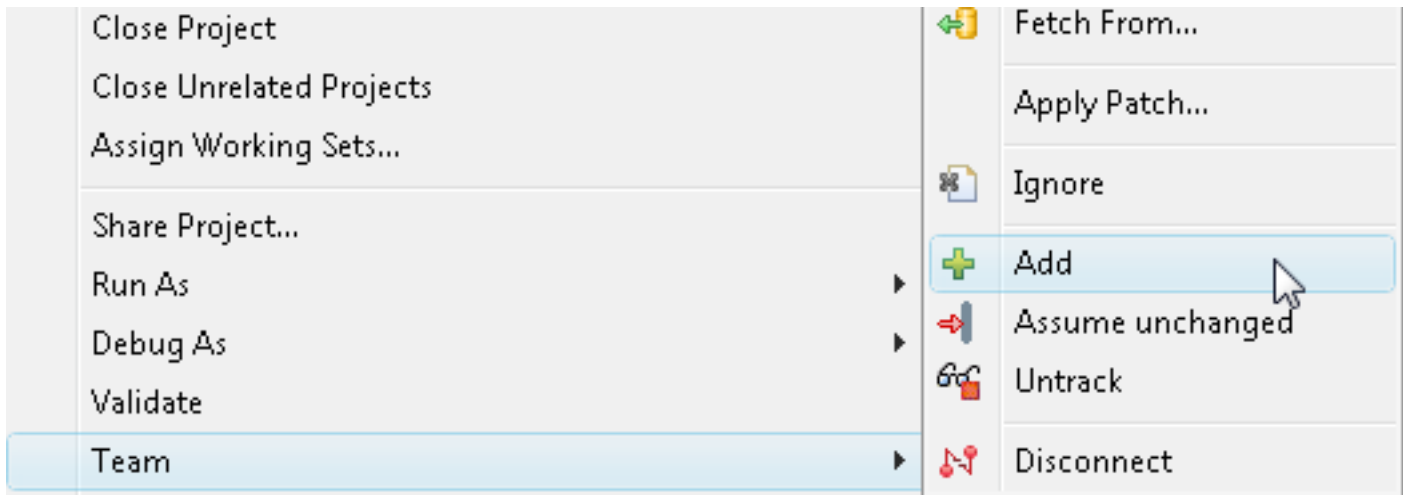 Close Project
Close Unrelated Projects
Assign Working Sets...
Share Project...
Run As
Debug As
Validate
Team
Fetch From...
Apply Patch...
Ignore
Add
Assume unchanged
Untrack
Disconnect